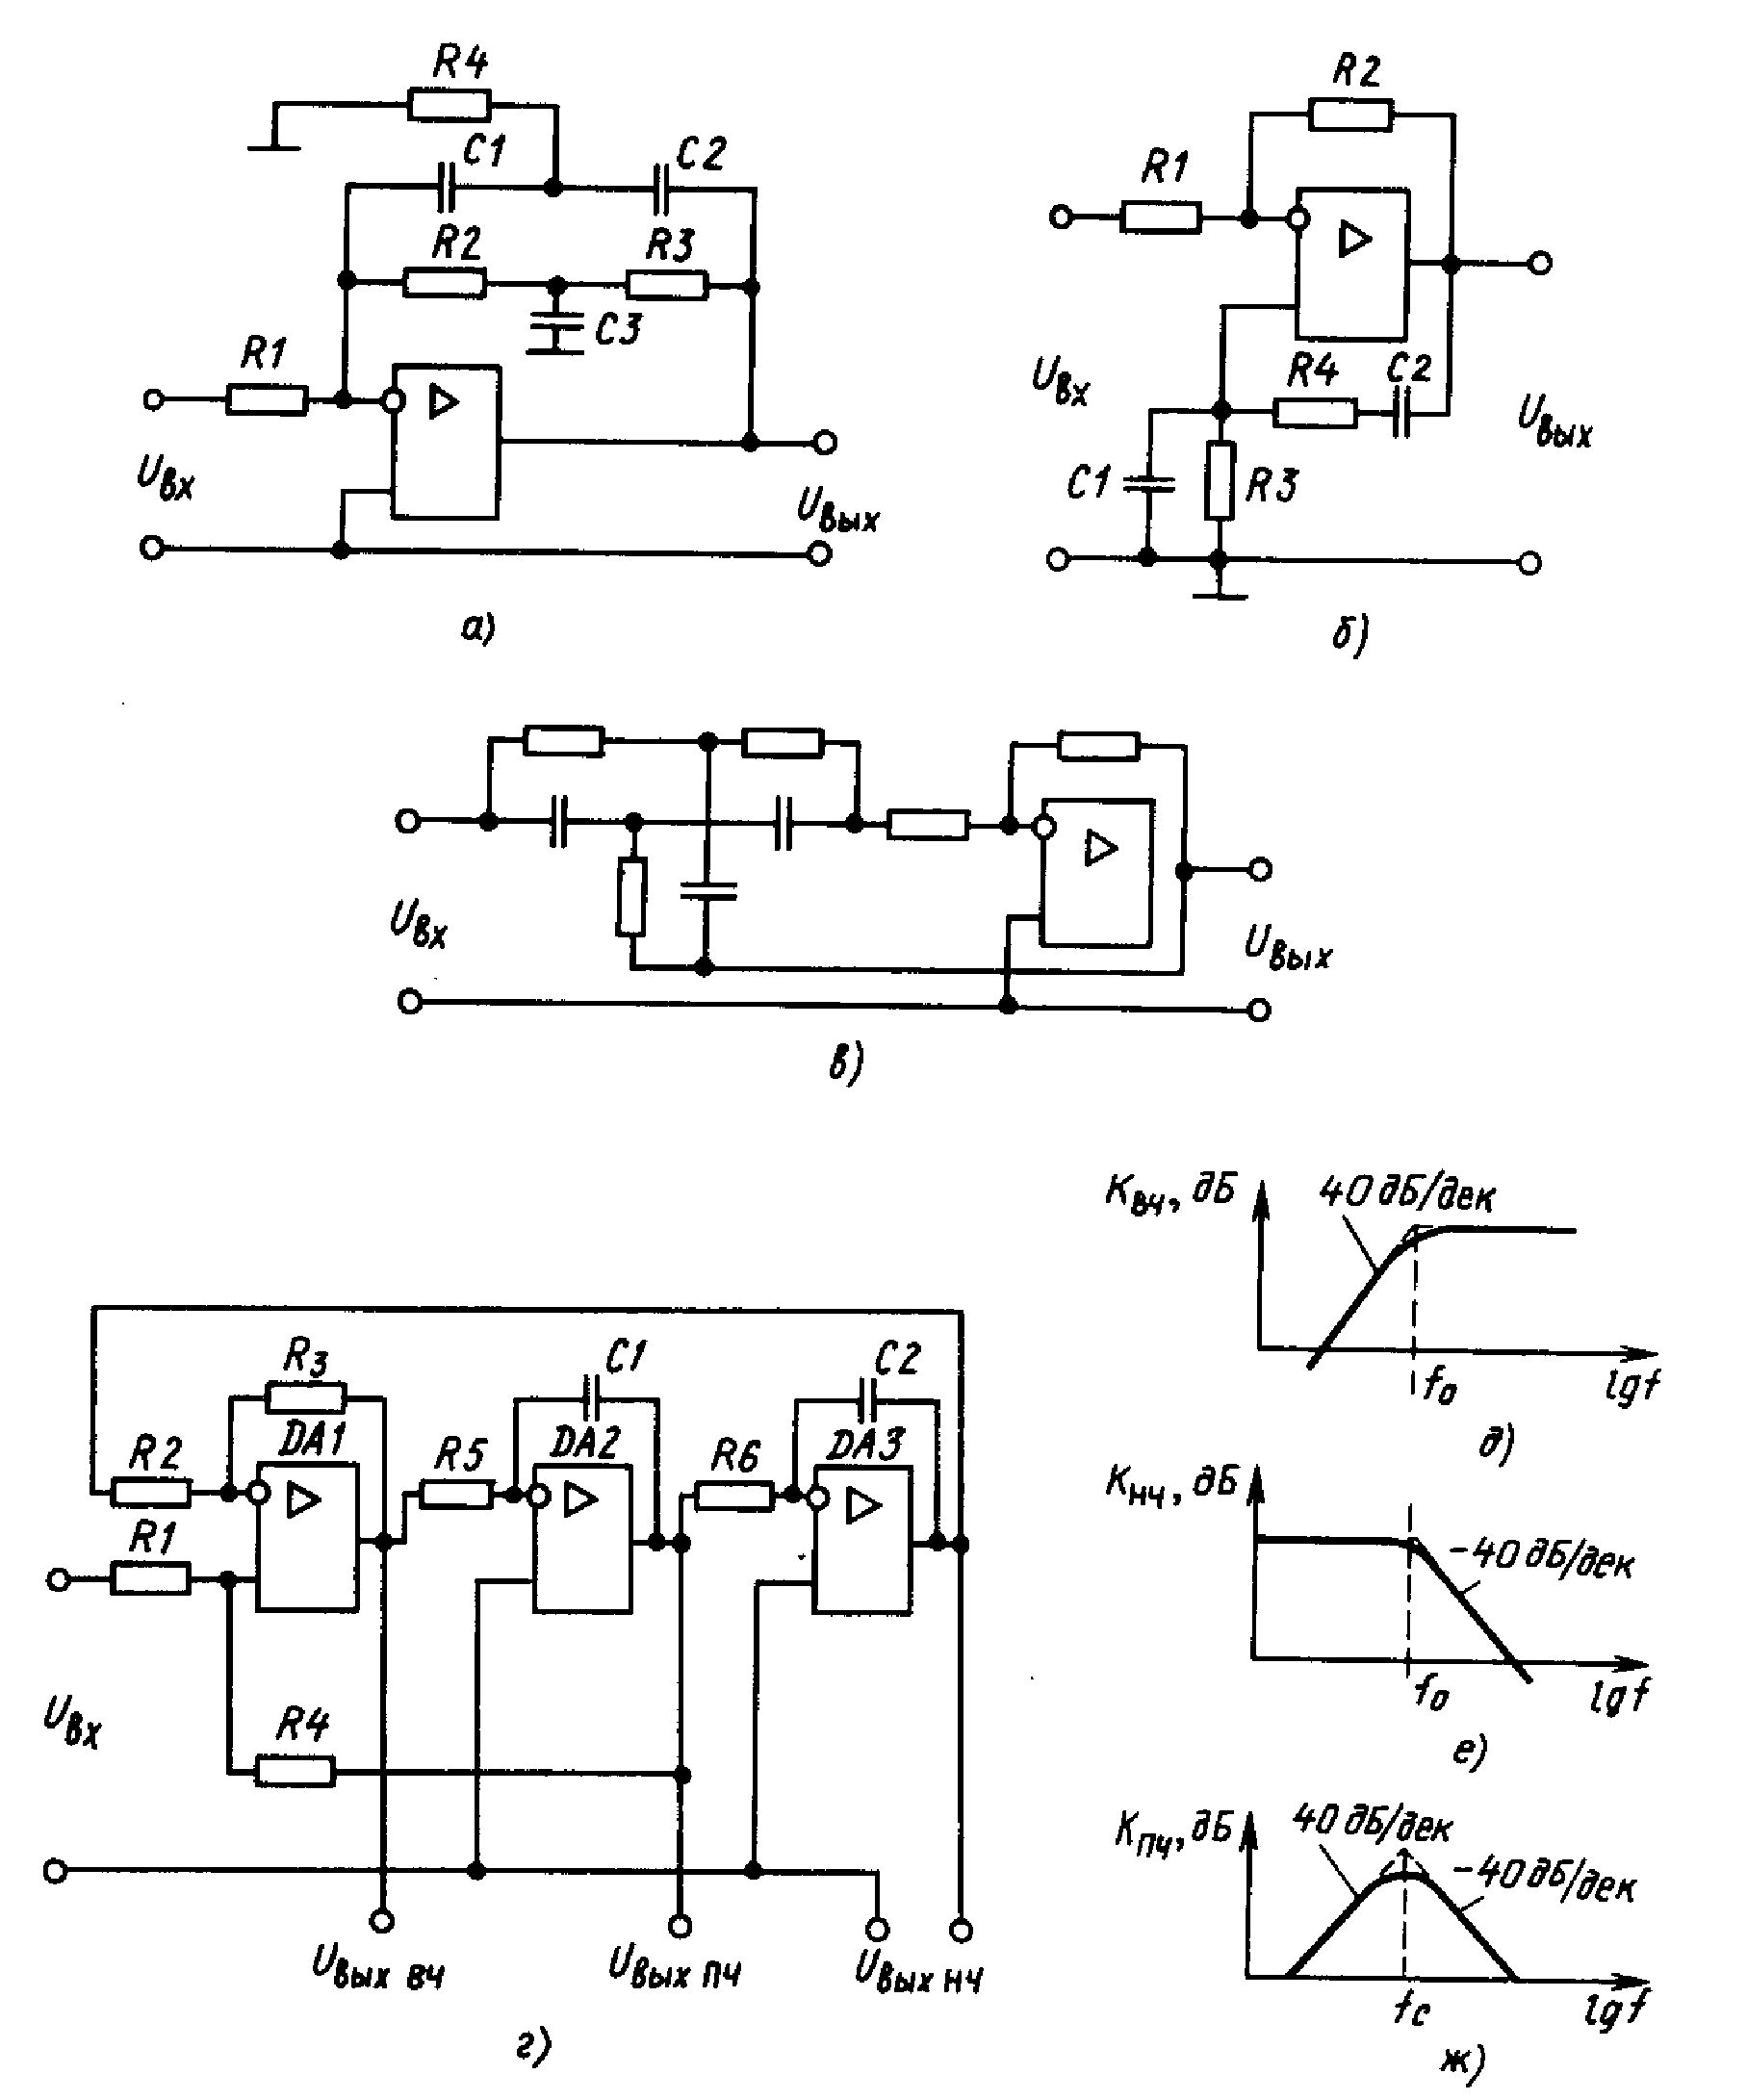 R4
C1
C2
R2
R3
C3
R1
Uвх
Uвых
а)
R2
R1
R4
C2
Uвх
Uвых
C1
R3
б)
Uвх
Uвых
в)
R3
C1
C2
R2
DA1
R5
DA2
R6
DA3
R1
Uвх
R4
Uвых вч
Uвых пч
Uвых нч
г)
Kвч, дБ
40 дБ/дек
f0
lgf
д)
Kнч, дБ
-40 дБ/дек
f0
lgf
е)
Kпч, дБ
40 дБ/дек
-40 дБ/дек
fc
lgf
ж)